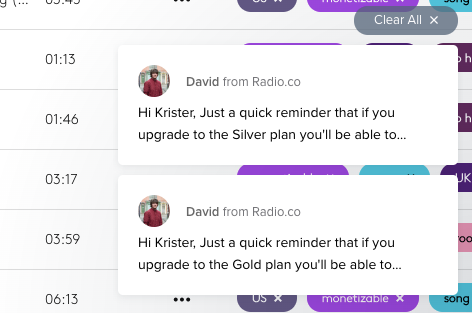 03:43
US ×
monetizable ×
song
Clear All ×
01:13
David from Radio.co
Hi Krister, Just a quick reminder that if you
upgrade to the Silver plan you'll be able to...
01:46
03:17
UK
David from Radio.co
Hi Krister, Just a quick reminder that if you
upgrade to the Gold plan you'll be able to...
03:59
06:13
•••
US ×
monetizable ×
song